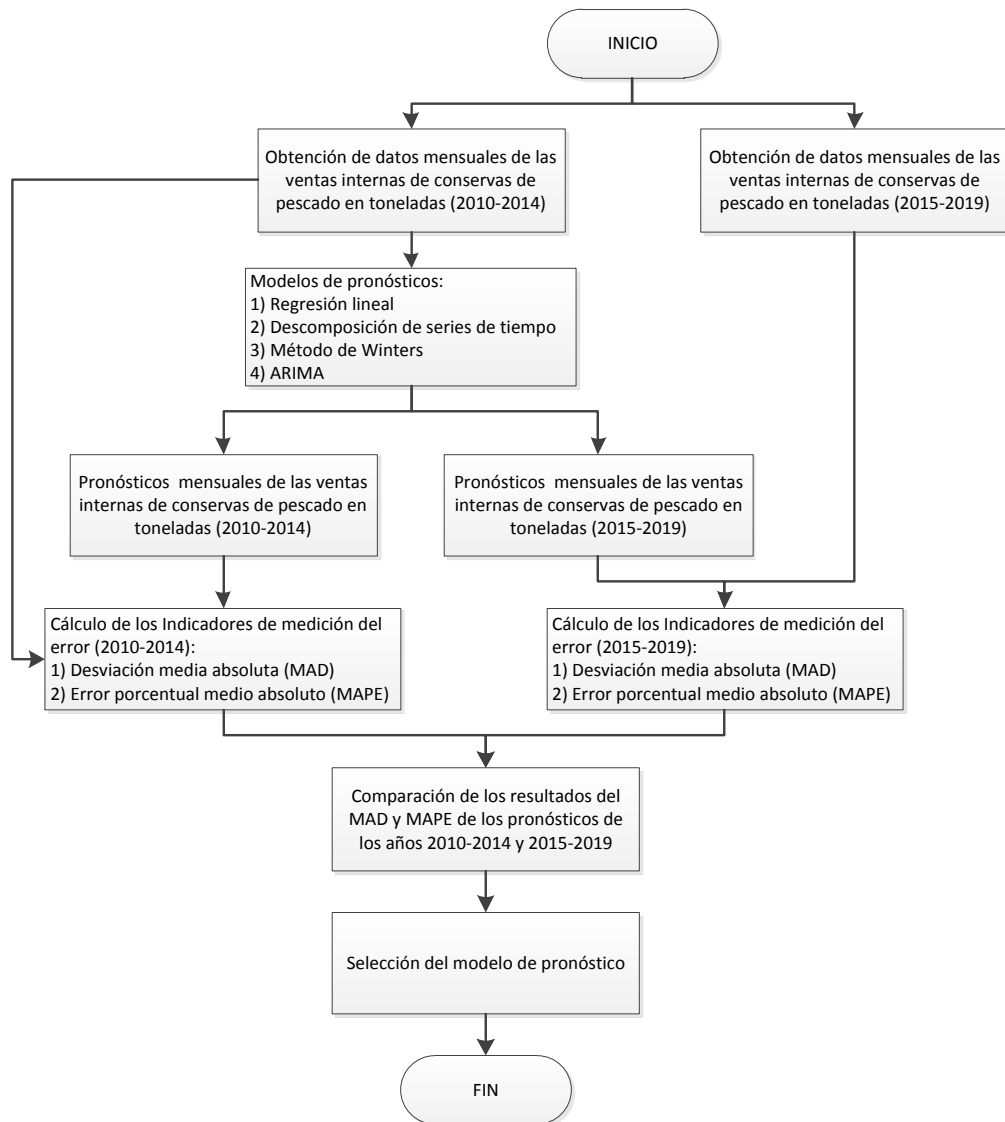 INICIO
Obtención de datos mensuales de las
ventas internas de conservas de
pescado en toneladas (2010-2014)
Obtención de datos mensuales de las
ventas internas de conservas de
pescado en toneladas (2015-2019)
Modelos de pronósticos:
1) Regresión lineal
2) Descomposición de series de tiempo
3) Método de Winters
4) ARIMA
Pronósticos mensuales de las ventas
internas de conservas de pescado en
toneladas (2010-2014)
Pronósticos mensuales de las ventas
internas de conservas de pescado en
toneladas (2015-2019)
Cálculo de los Indicadores de medición del
error (2010-2014):
1) Desviación media absoluta (MAD)
2) Error porcentual medio absoluto (MAPE)
Cálculo de los Indicadores de medición del
error (2015-2019):
1) Desviación media absoluta (MAD)
2) Error porcentual medio absoluto (MAPE)
Comparación de los resultados del
MAD y MAPE de los pronósticos de
los años 2010-2014 y 2015-2019
Selección del modelo de pronóstico
FIN